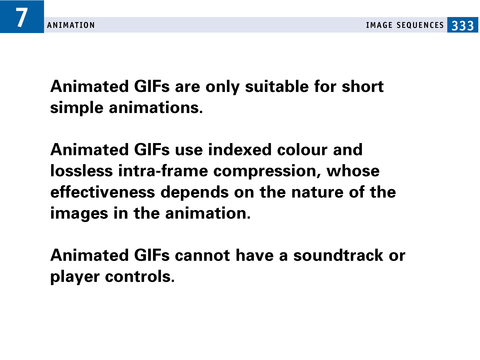 7
ANIMATION
IMAGE SEQUENCES 333
Animated GIFs are only suitable for short
simple animations.
Animated GIFs use indexed colour and
lossless intra-frame compression, whose
effectiveness depends on the nature of the
images in the animation.
Animated GIFs cannot have a soundtrack or
player controls.